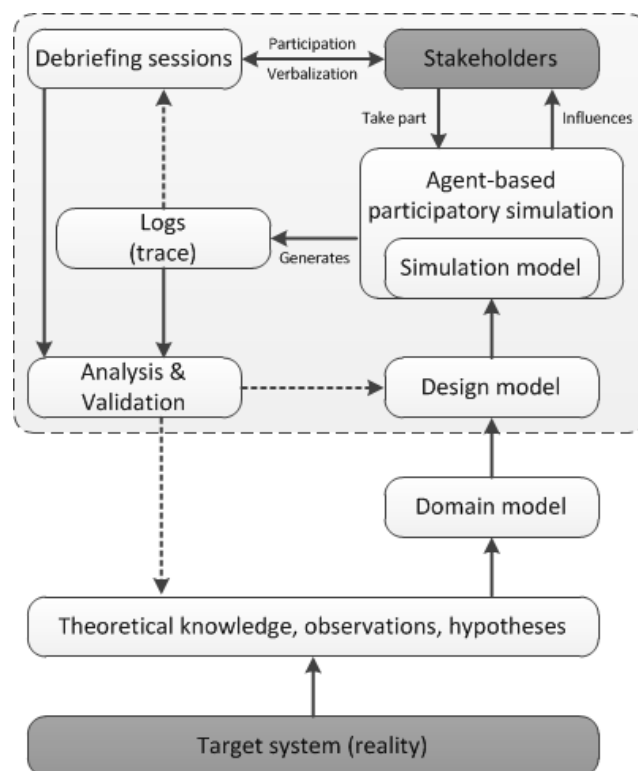 Debriefing sessions
Participation
Verbalization
Stakeholders
Take part
Influences
Agent-based
participatory simulation
Logs
(trace)
Generates
Simulation model
Analysis &
Validation
Design model
Domain model
Theoretical knowledge, observations, hypotheses
Target system (reality)